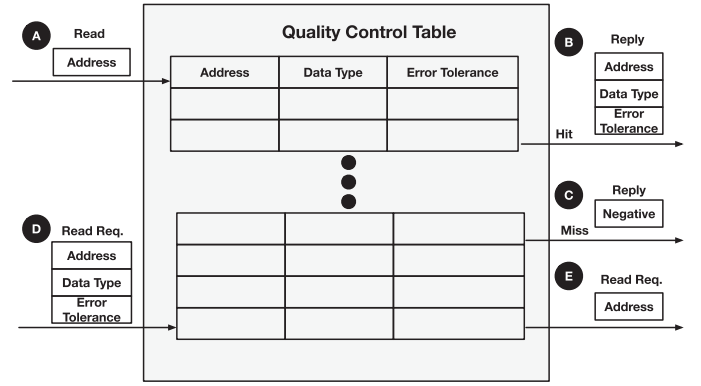 Quality Control Table
A
Read
Address
Address
Data Type
Error Tolerance
B
Reply
Address
Data Type
Error
Tolerance
Hit
C
Reply
Negative
Miss
D
Read Req.
Address
Data Type
Error
Tolerance
E
Read Req.
Address